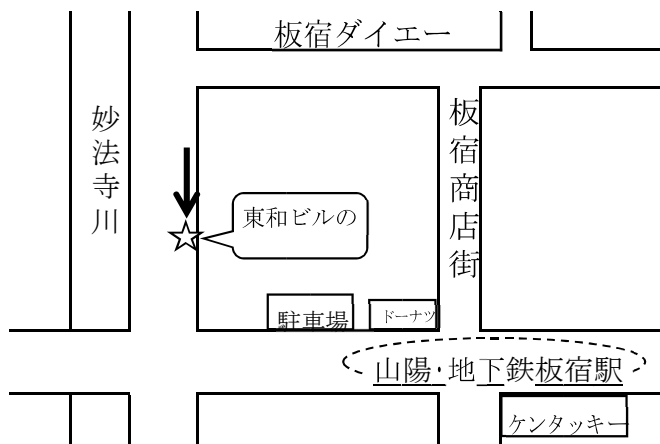 板宿ダイエー
妙法寺川
板宿商店街
東和ビルの
駐車場
ドーナツ
山陽・地下鉄板宿駅
ケンタッキー